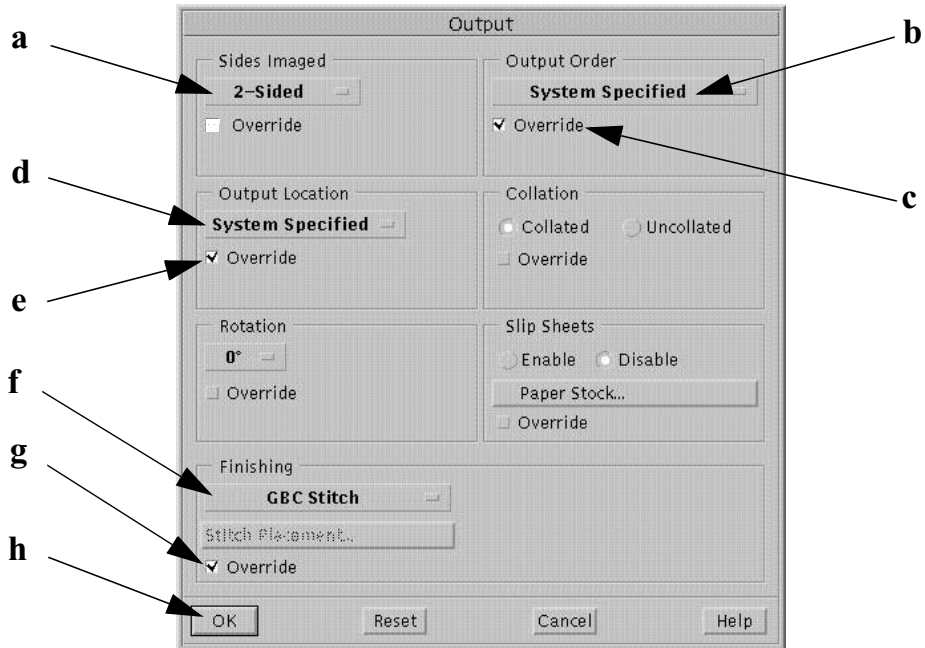 Output
a
b
Sides Imaged
2-Sided
Override
Output Order
System Specified
Override
c
d
Output Location
System Specified
Override
e
Collation
Collated Uncollated
Override
Rotation
0°
Override
Slip Sheets
Enable Disable
Paper Stock...
Override
f
g
Finishing
GBC Stitch
Stitch Placement...
Override
h
OK Reset Cancel Help